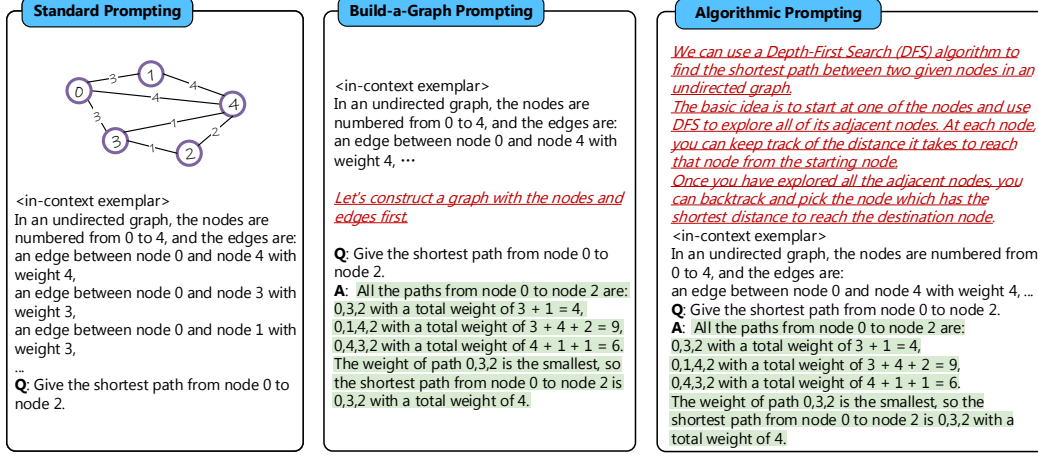 Standard Prompting
0
1
2
3
4
3
4
4
3
1
2
1
<in-context exemplar>
In an undirected graph, the nodes are
numbered from 0 to 4, and the edges are:
an edge between node 0 and node 4 with
weight 4,
an edge between node 0 and node 3 with
weight 3,
an edge between node 0 and node 1 with
weight 3,
...
Q: Give the shortest path from node 0 to
node 2.
Build-a-Graph Prompting
<in-context exemplar>
In an undirected graph, the nodes are
numbered from 0 to 4, and the edges are:
an edge between node 0 and node 4 with
weight 4, ⋯
Let's construct a graph with the nodes and
edges first.
Q: Give the shortest path from node 0 to
node 2.
A: All the paths from node 0 to node 2 are:
0,3,2 with a total weight of 3 + 1 = 4,
0,1,4,2 with a total weight of 3 + 4 + 2 = 9,
0,4,3,2 with a total weight of 4 + 1 + 1 = 6.
The weight of path 0,3,2 is the smallest, so
the shortest path from node 0 to node 2 is
0,3,2 with a total weight of 4.
Algorithmic Prompting
We can use a Depth-First Search (DFS) algorithm to
find the shortest path between two given nodes in an
undirected graph.
The basic idea is to start at one of the nodes and use
DFS to explore all of its adjacent nodes. At each node,
you can keep track of the distance it takes to reach
that node from the starting node.
Once you have explored all the adjacent nodes, you
can backtrack and pick the node which has the
shortest distance to reach the destination node.
<in-context exemplar>
In an undirected graph, the nodes are numbered from
0 to 4, and the edges are:
an edge between node 0 and node 4 with weight 4, ...
Q: Give the shortest path from node 0 to node 2.
A: All the paths from node 0 to node 2 are:
0,3,2 with a total weight of 3 + 1 = 4,
0,1,4,2 with a total weight of 3 + 4 + 2 = 9,
0,4,3,2 with a total weight of 4 + 1 + 1 = 6.
The weight of path 0,3,2 is the smallest, so the
shortest path from node 0 to node 2 is 0,3,2 with a
total weight of 4.